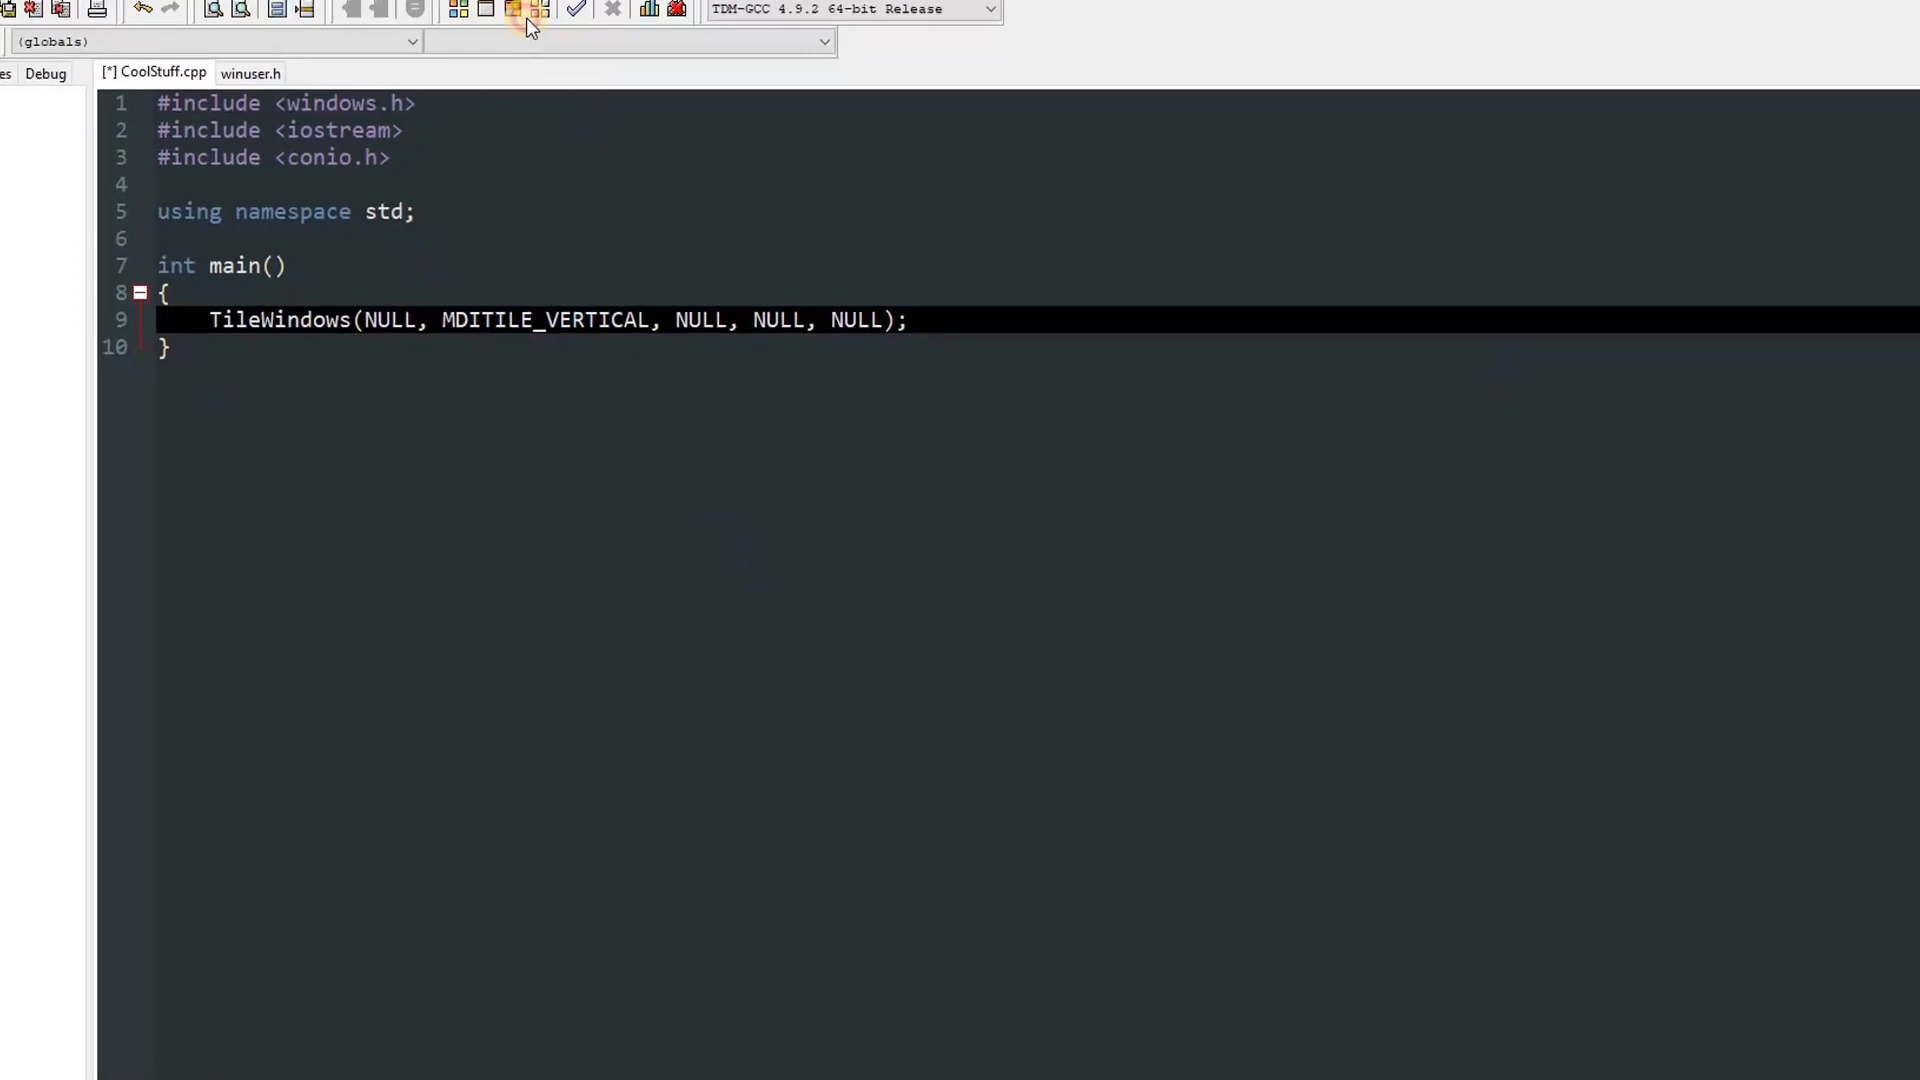 TDM-GCC 4.9.2 64-bit Release
(globals)
es Debug [*] CoolStuff.cpp winuser.h
1 #include <windows.h>
2 #include <iostream>
3 #include <conio.h>
4
5 using namespace std;
6
7 int main()
8 {
9 TileWindows(NULL, MDITILE_VERTICAL, NULL, NULL, NULL);
10 }